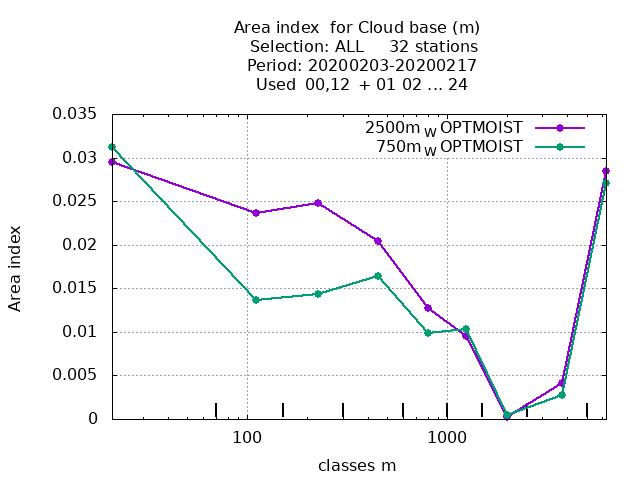 Area index  for Cloud base (m)
Selection: ALL     32 stations
Period: 20200203-20200217
Used  00,12  + 01 02 ... 24
2500m W OPTMOIST
750m W OPTMOIST
0.035
0.03
0.025
0.02
0.015
0.01
0.005
0
Area index
100 1000
classes m